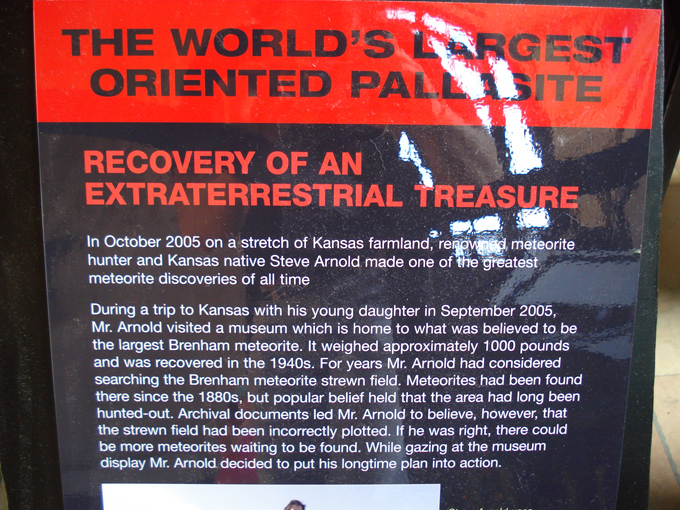 THE WORLD'S LARGEST
ORIENTED PALLASITE
RECOVERY OF AN
EXTRATERRESTRIAL TREASURE
In October 2005 on a stretch of Kansas farmland, renowned meteorite
hunter and Kansas native Steve Arnold made one of the greatest
meteorite discoveries of all time
During a trip to Kansas with his young daughter in September 2005,
Mr. Arnold visited a museum which is home to what was believed to be
the largest Brenham meteorite. It weighed approximately 1000 pounds
and was recovered in the 1940s. For years Mr. Arnold had considered
searching the Brenham meteorite strewn field. Meteorites had been found
there since the 1880s, but popular belief held that the area had long been
hunted-out. Archival documents led Mr. Arnold to believe, however, that
the strewn field had been incorrectly plotted. If he was right, there could
be more meteorites waiting to be found. While gazing at the museum
display Mr. Arnold decided to put his longtime plan into action.